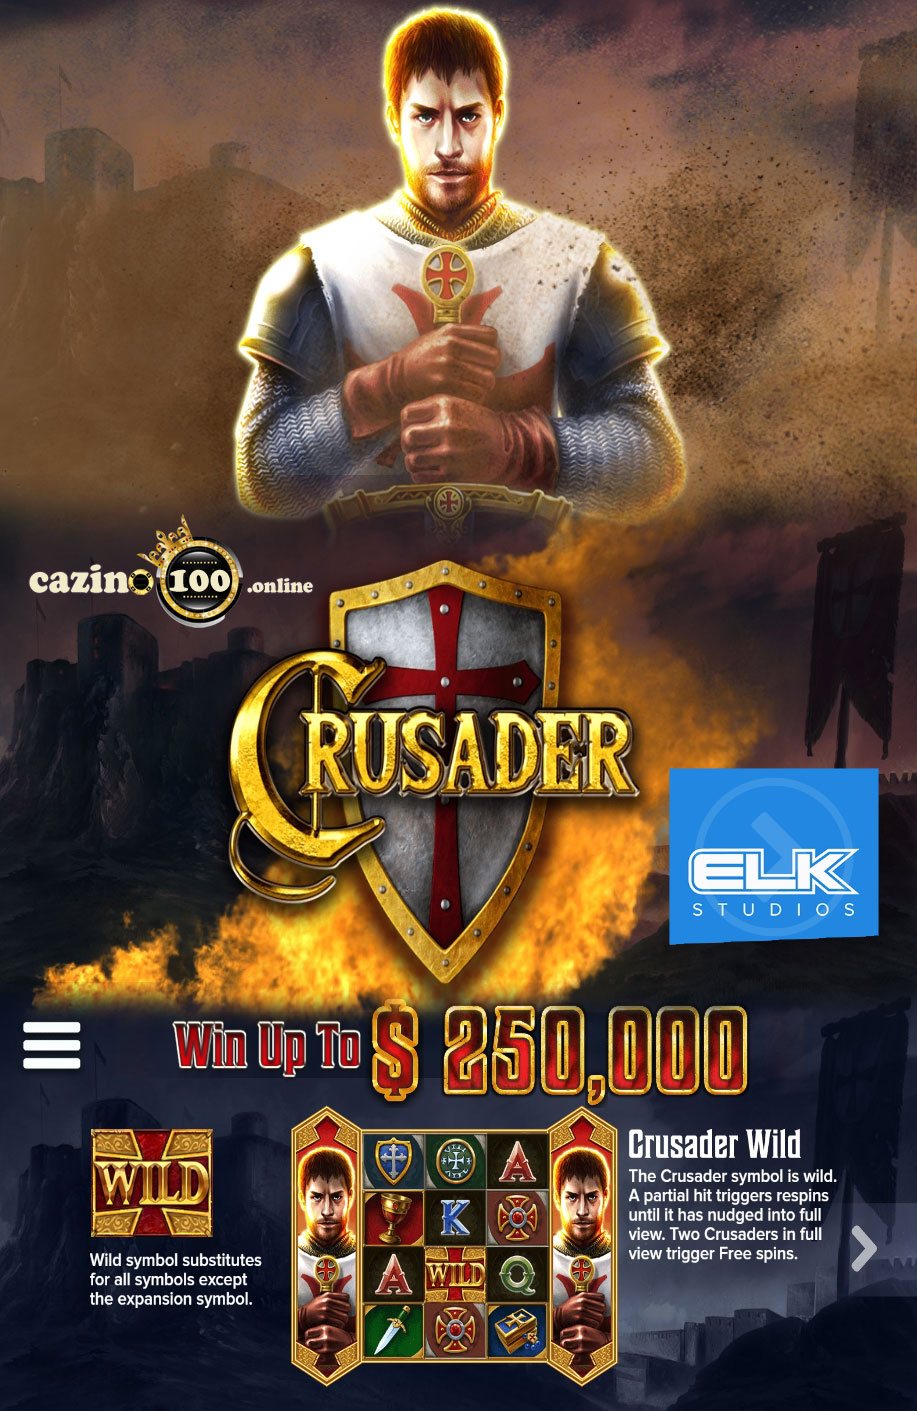 cazino 100 .online
CRUSADER
ELK
STUDIOS
Win Up To $ 250,000
WILD
Wild symbol substitutes
for all symbols except
the expansion symbol.
A
K
A
WILD
Q
Crusader Wild
The Crusader symbol is wild.
A partial hit triggers respins
until it has nudged into full
view. Two Crusaders in full
view trigger Free spins.